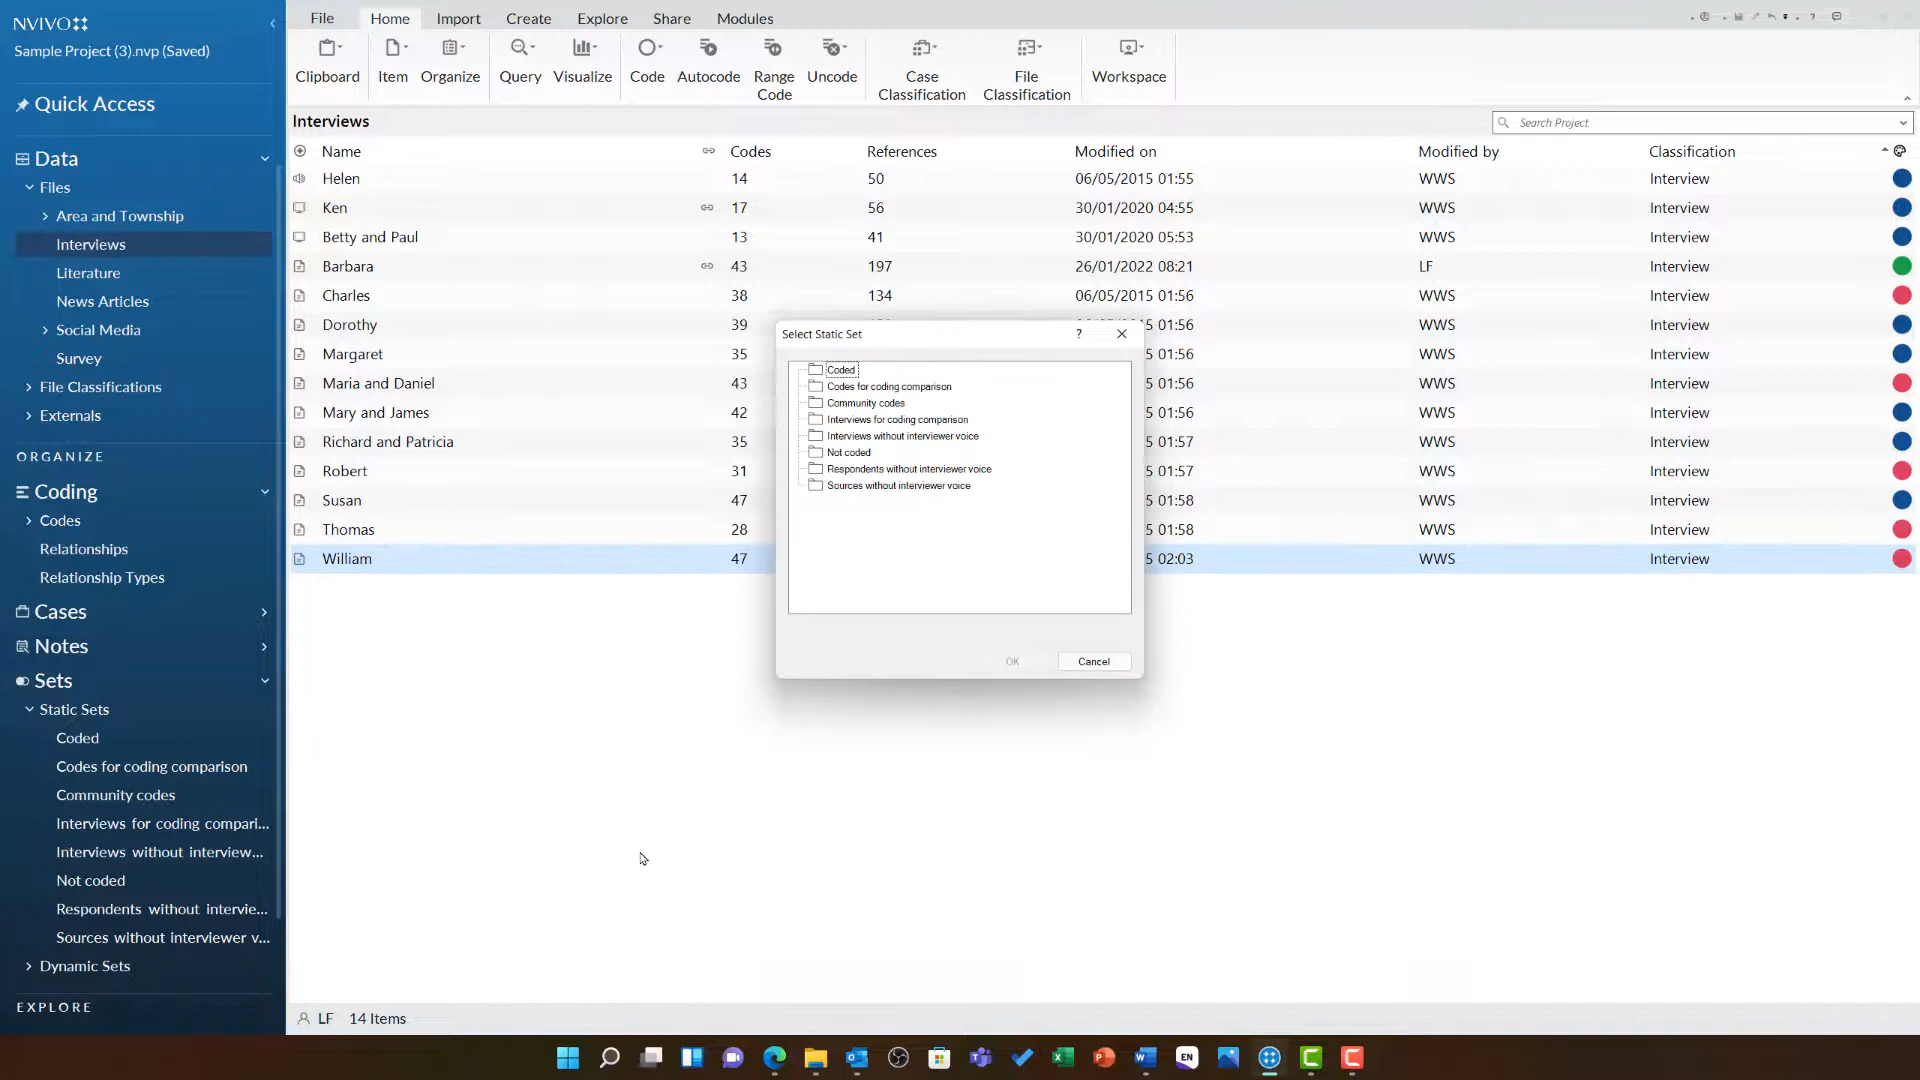 NVIVO
Sample Project (3).nvp (Saved)
Quick Access
Data
Files
Area and Township
Interviews
Literature
News Articles
Social Media
Survey
File Classifications
Externals
ORGANIZE
Coding
Codes
Relationships
Relationship Types
Cases
Notes
Sets
Static Sets
Coded
Codes for coding comparison
Community codes
Interviews for coding compari...
Interviews without interview...
Not coded
Respondents without intervie...
Sources without interviewer v...
Dynamic Sets
EXPLORE
File Home Import Create Explore Share Modules
Clipboard Item Organize Query Visualize Code Autocode Range Code Uncode Case Classification File Classification Workspace
Interviews
Search Project
Name Codes References Modified on Modified by Classification
Helen 14 50 06/05/2015 01:55 WWS Interview
Ken 17 56 30/01/2020 04:55 WWS Interview
Betty and Paul 13 41 30/01/2020 05:53 WWS Interview
Barbara 43 197 26/01/2022 08:21 LF Interview
Charles 38 134 06/05/2015 01:56 WWS Interview
Dorothy 39 5 01:56 WWS Interview
Margaret 35 5 01:56 WWS Interview
Maria and Daniel 43 5 01:56 WWS Interview
Mary and James 42 5 01:56 WWS Interview
Richard and Patricia 35 5 01:57 WWS Interview
Robert 31 5 01:57 WWS Interview
Susan 47 5 01:58 WWS Interview
Thomas 28 5 01:58 WWS Interview
William 47 5 02:03 WWS Interview
Select Static Set ?
Coded
Codes for coding comparison
Community codes
Interviews for coding comparison
Interviews without interviewer voice
Not coded
Respondents without interviewer voice
Sources without interviewer voice
OK Cancel
LF 14 Items
EN